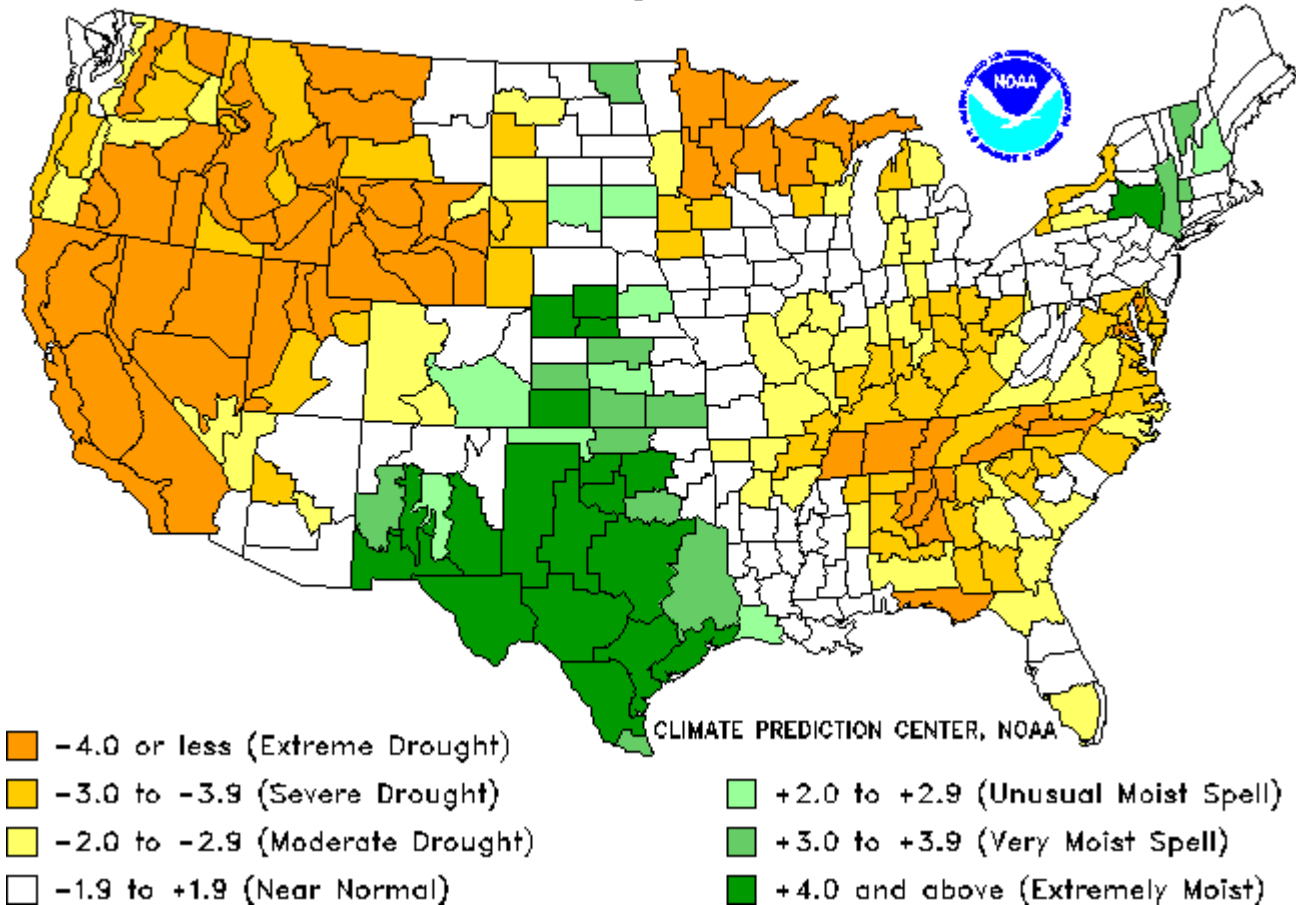 NOAA
CLIMATE PREDICTION CENTER, NOAA
-4.0 or less (Extreme Drought)
-3.0 to -3.9 (Severe Drought)
-2.0 to -2.9 (Moderate Drought)
-1.9 to +1.9 (Near Normal)
+2.0 to +2.9 (Unusual Moist Spell)
+3.0 to +3.9 (Very Moist Spell)
+4.0 and above (Extremely Moist)